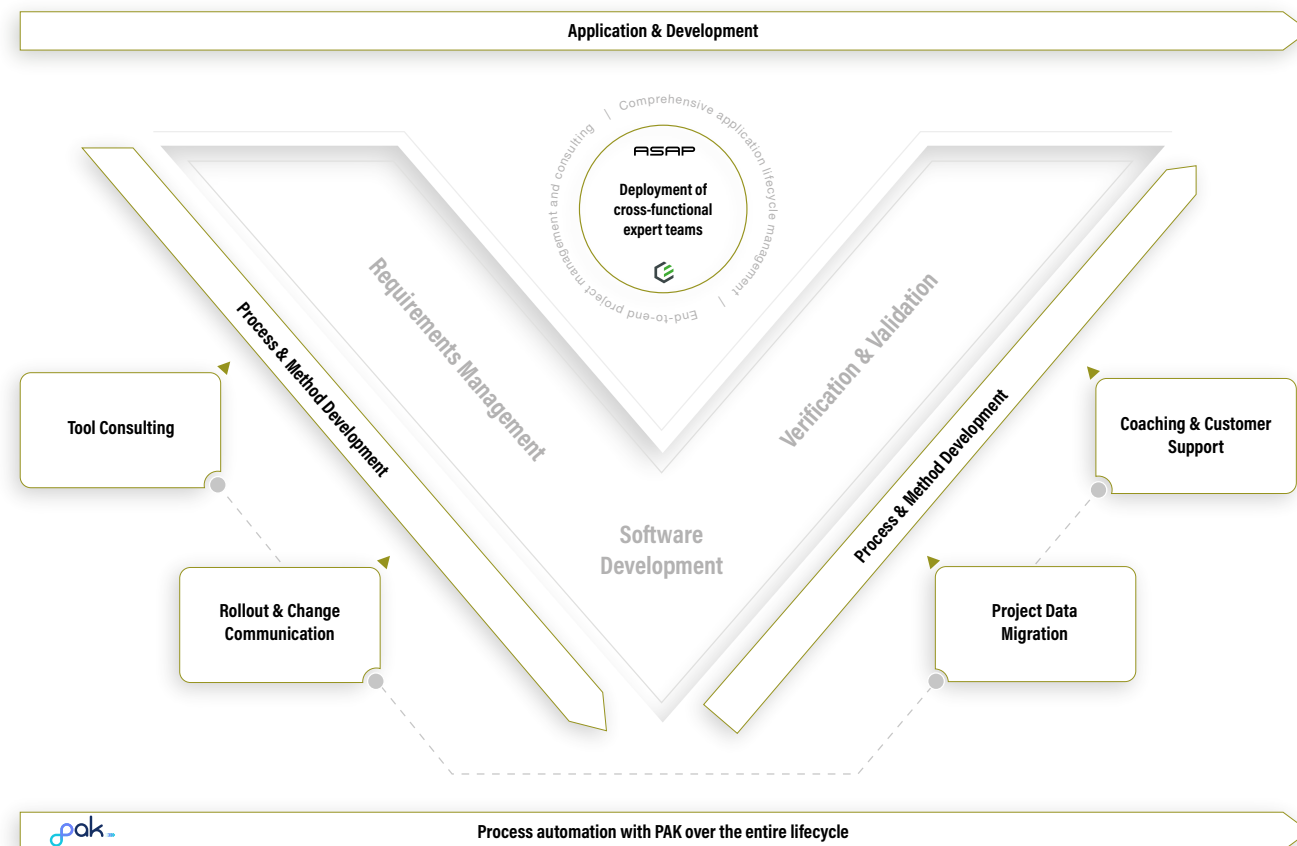 Application & Development
Comprehensive application lifecycle management | End-to-end project management and consulting |
ASAP
Deployment of
cross-functional
expert teams
Requirements Management
Verification & Validation
Process & Method Development
Process & Method Development
Tool Consulting
Coaching & Customer
Support
Software
Development
Rollout & Change
Communication
Project Data
Migration
pak
Process automation with PAK over the entire lifecycle